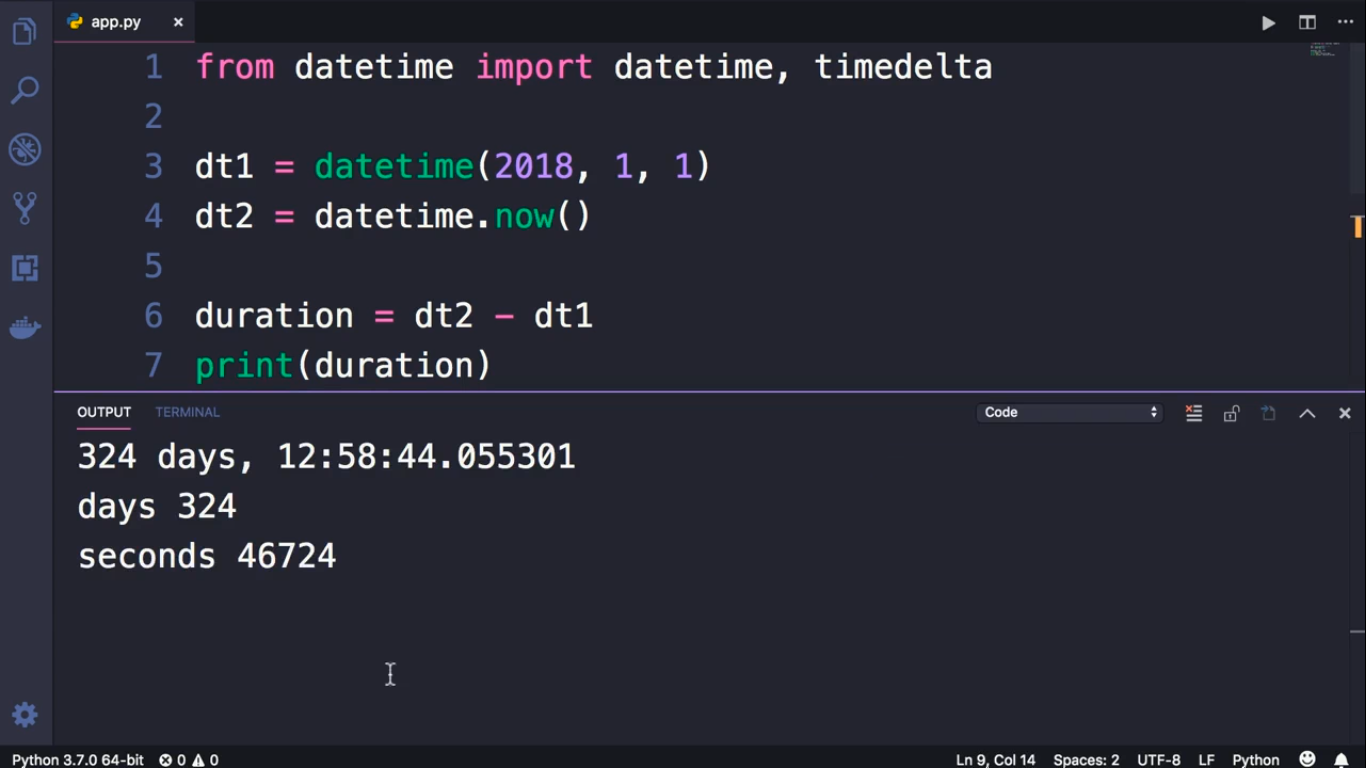 app.py
1 from datetime import datetime, timedelta
2
3 dt1 = datetime(2018, 1, 1)
4 dt2 = datetime.now()
5
6 duration = dt2 - dt1
7 print(duration)
OUTPUT TERMINAL Code
324 days, 12:58:44.055301
days 324
seconds 46724
Python 3.7.0 64-bit 0 0 Ln 9, Col 14 Spaces: 2 UTF-8 LF Python